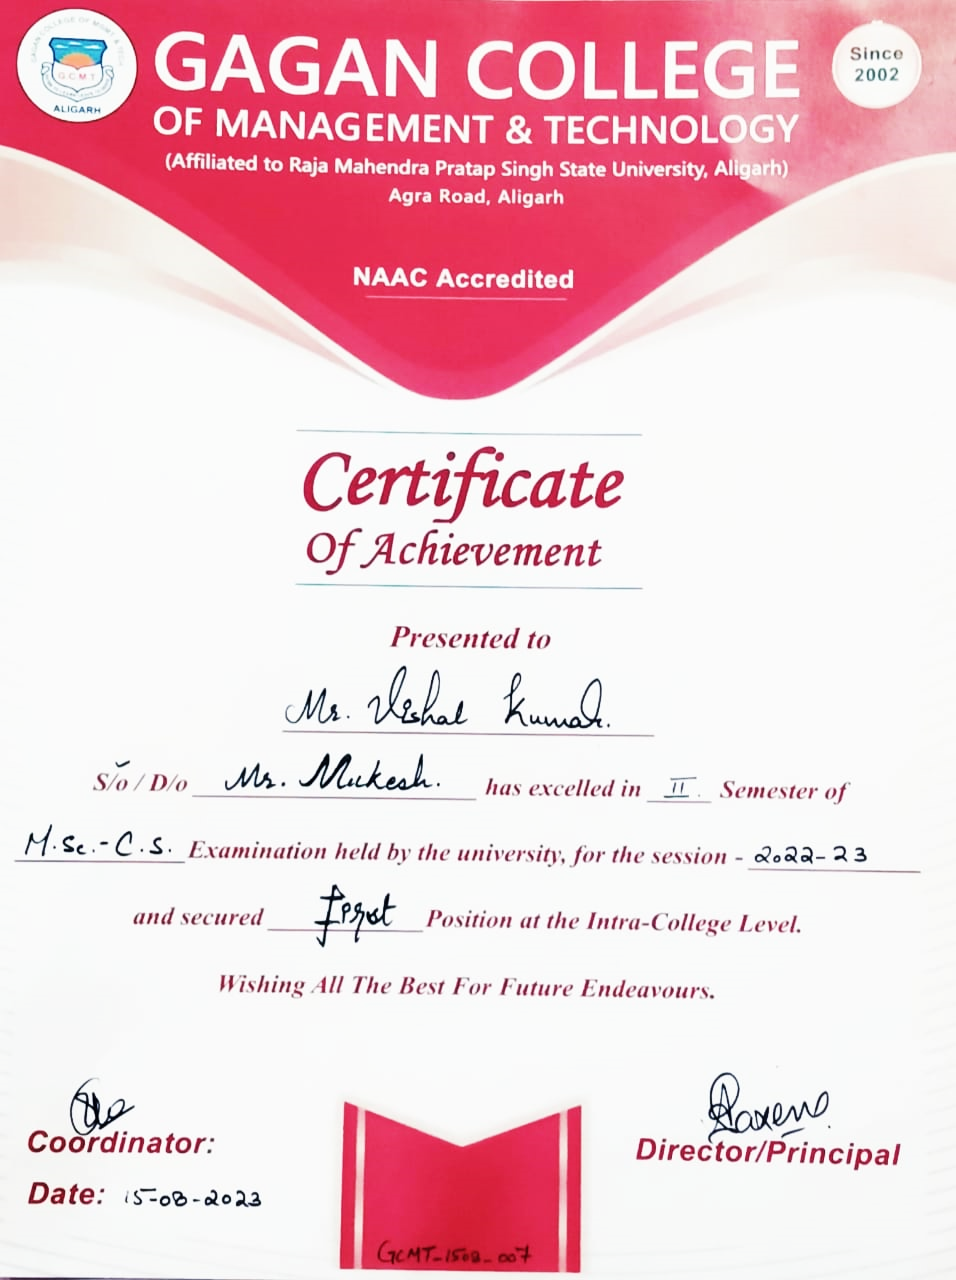 GAGAN COLLEGE OF MGMT. & TECH
G.C.M.T
ALIGARH
GAGAN COLLEGE
OF MANAGEMENT & TECHNOLOGY
(Affiliated to Raja Mahendra Pratap Singh State University, Aligarh)
Agra Road, Aligarh
Since
2002
NAAC Accredited
Certificate
Of Achievement
Presented to
Mr. Vishal Kumar.
S/o / D/o Mr. Mukesh. has excelled in II. Semester of
M.Sc.-C.S. Examination held by the university, for the session - 2022-23
and secured First Position at the Intra-College Level.
Wishing All The Best For Future Endeavours.
Saxena
Coordinator:
Director/Principal
Date: 15-08-2023
GCMT-1508-007